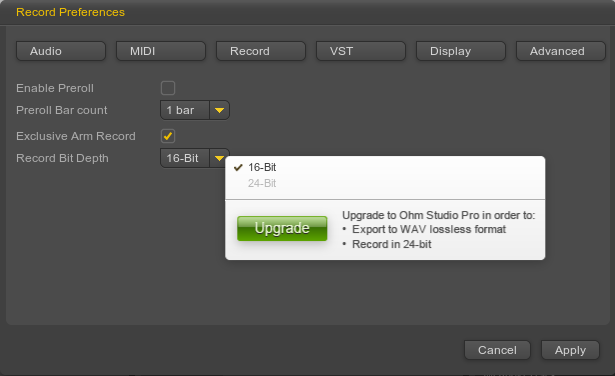 Record Preferences
Audio MIDI Record VST Display Advanced
Enable Preroll
Preroll Bar count 1 bar
Exclusive Arm Record
Record Bit Depth 16-Bit
16-Bit
24-Bit
Upgrade
Upgrade to Ohm Studio Pro in order to:
• Export to WAV lossless format
• Record in 24-bit
Cancel Apply